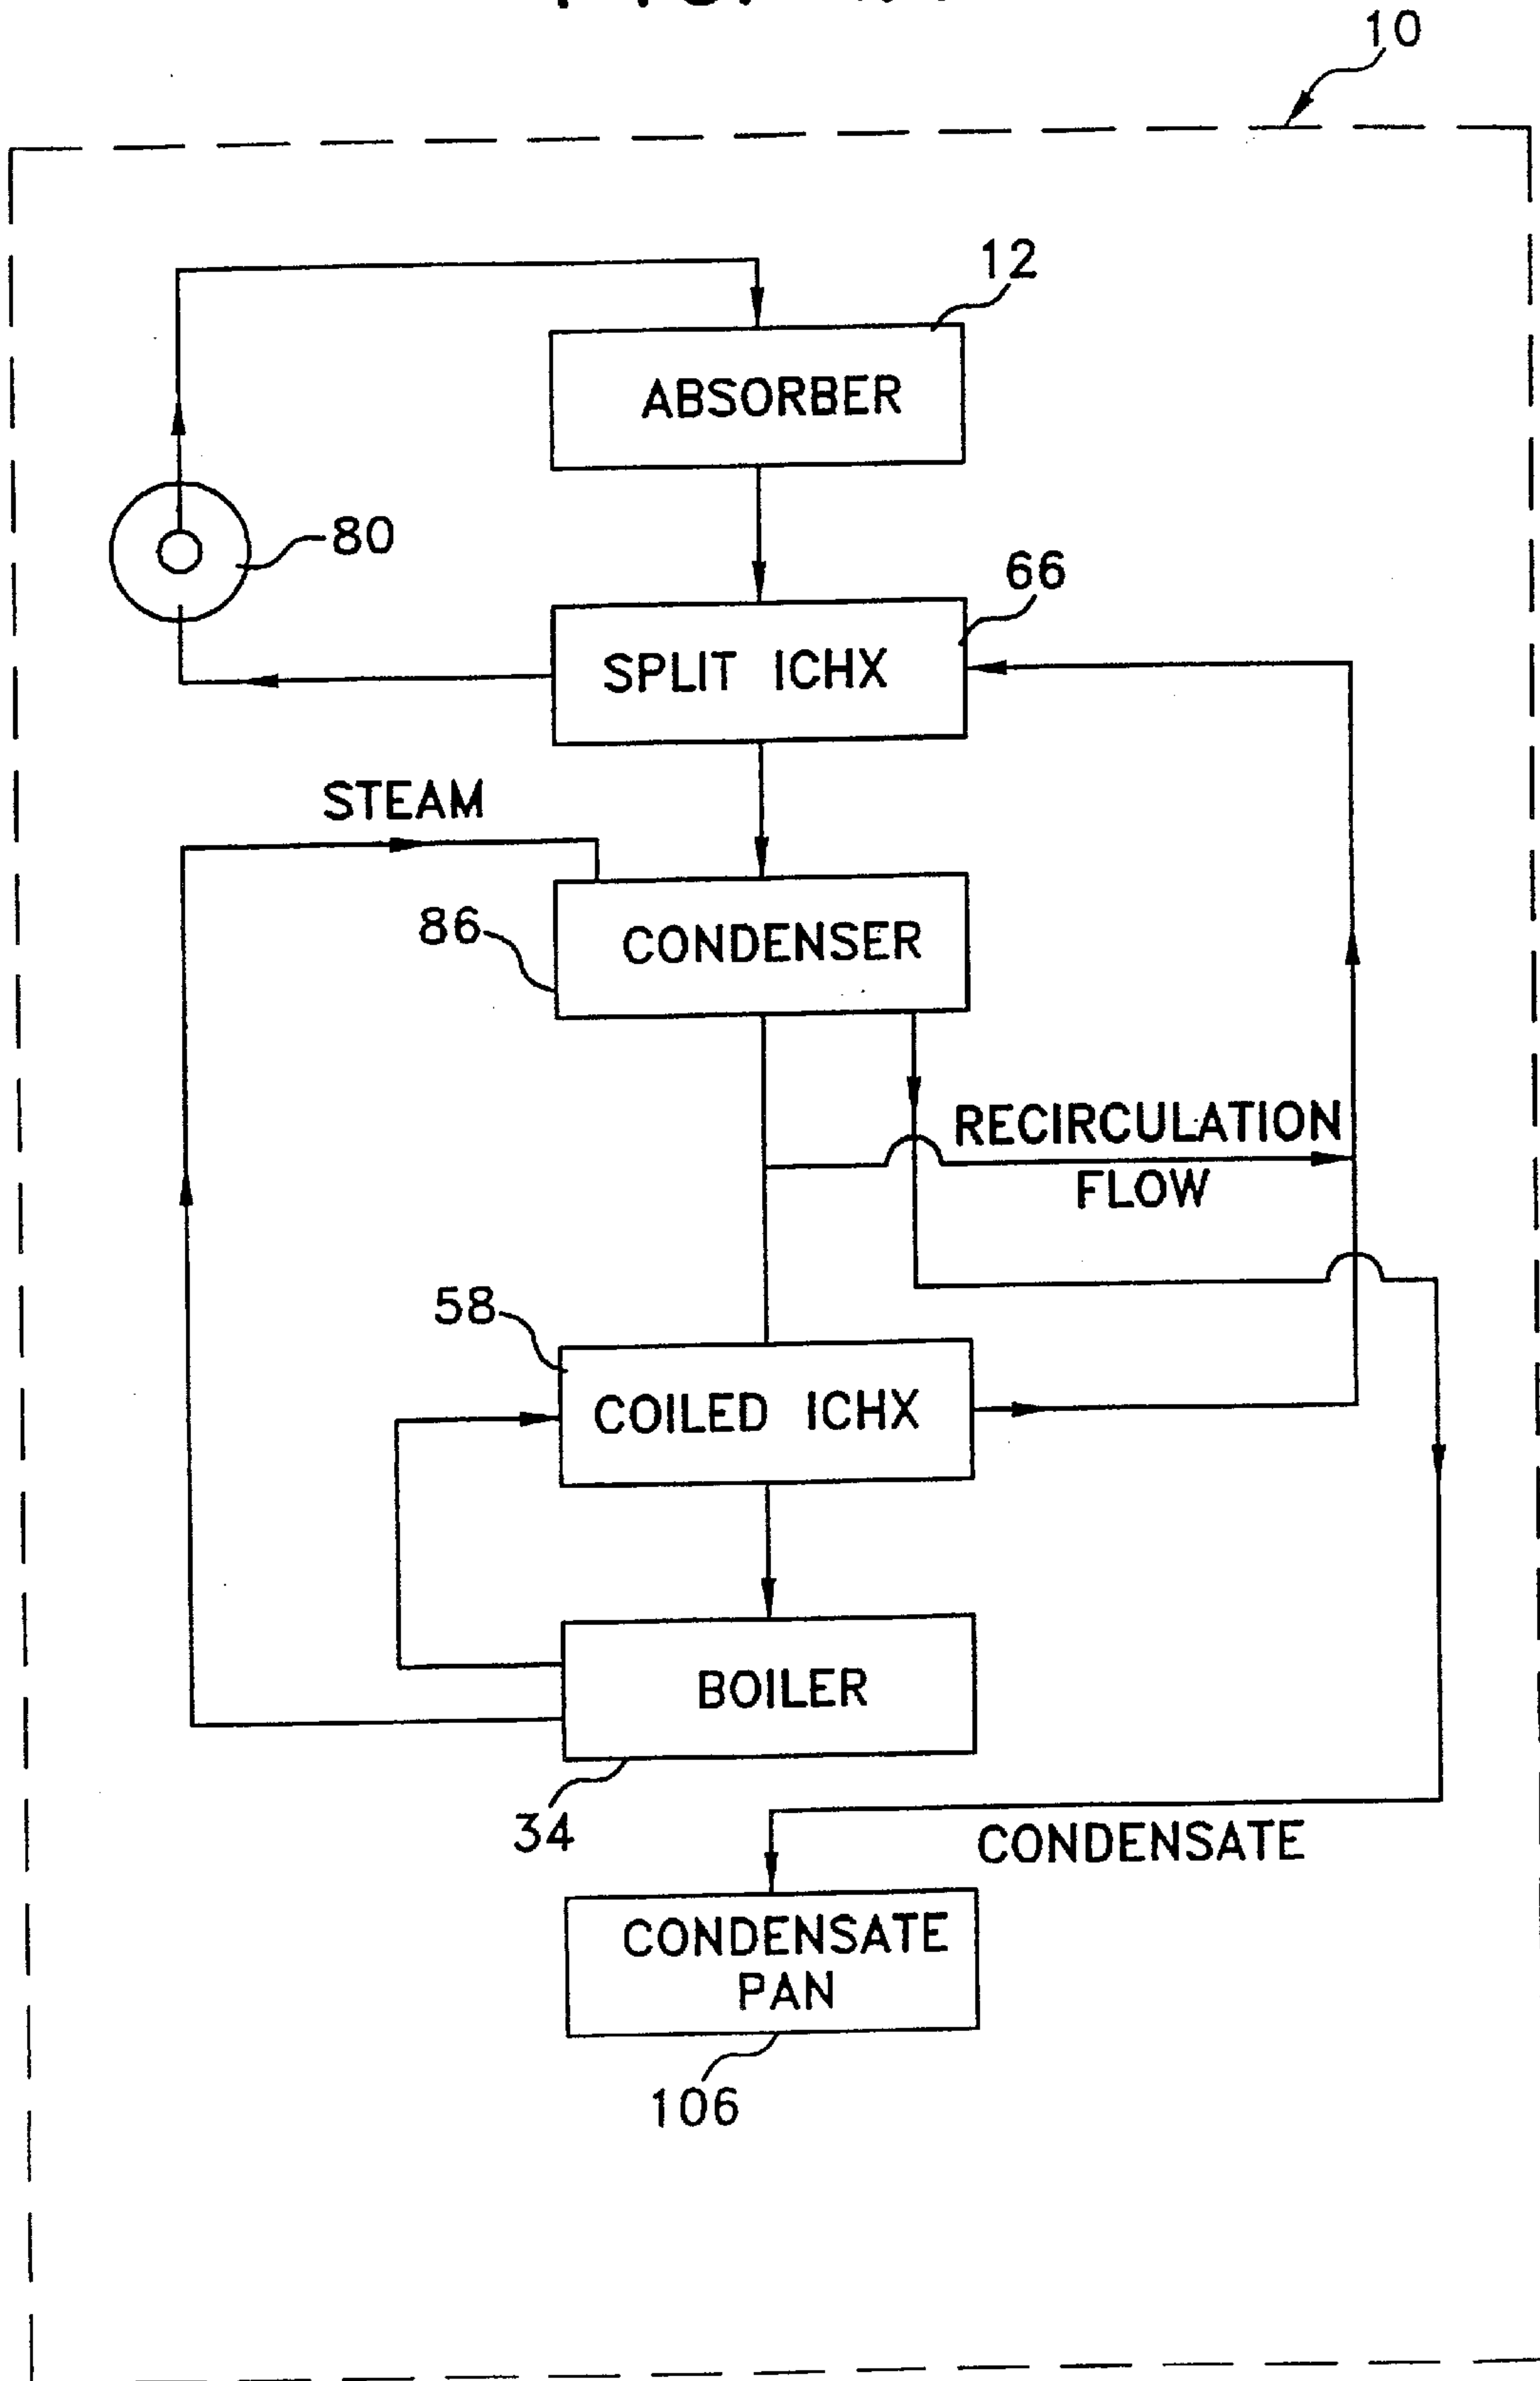 10
12
ABSORBER
80
66
SPLIT ICHX
STEAM
86
CONDENSER
RECIRCULATION
FLOW
58
COILED ICHX
BOILER
34
CONDENSATE
CONDENSATE
PAN
106